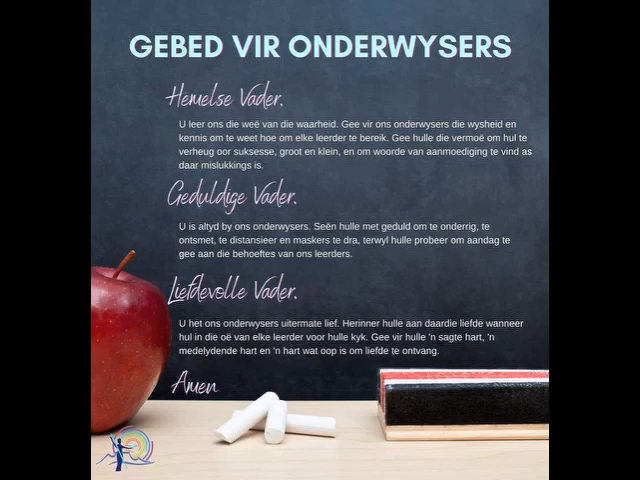 GEBED VIR ONDERWYSERS
Hemelse Vader,
U leer ons die weë van die waarheid. Gee vir ons onderwysers die wysheid en
kennis om te weet hoe om elke leerder te bereik. Gee hulle die vermoë om hul te
verheug oor suksesse, groot en klein, en om woorde van aanmoediging te vind as
daar mislukkings is.
Geduldige Vader,
U is altyd by ons onderwysers. Seën hulle met geduld om te onderrig, te
ontsmet, te distansieer en maskers te dra, terwyl hulle probeer om aandag te
gee aan die behoeftes van ons leerders.
Liefdevolle Vader,
U het ons onderwysers uitermate lief. Herinner hulle aan daardie liefde wanneer
hul in die oë van elke leerder voor hulle kyk. Gee vir hulle 'n sagte hart, 'n
medelydende hart en 'n hart wat oop is om liefde te ontvang.
Amen